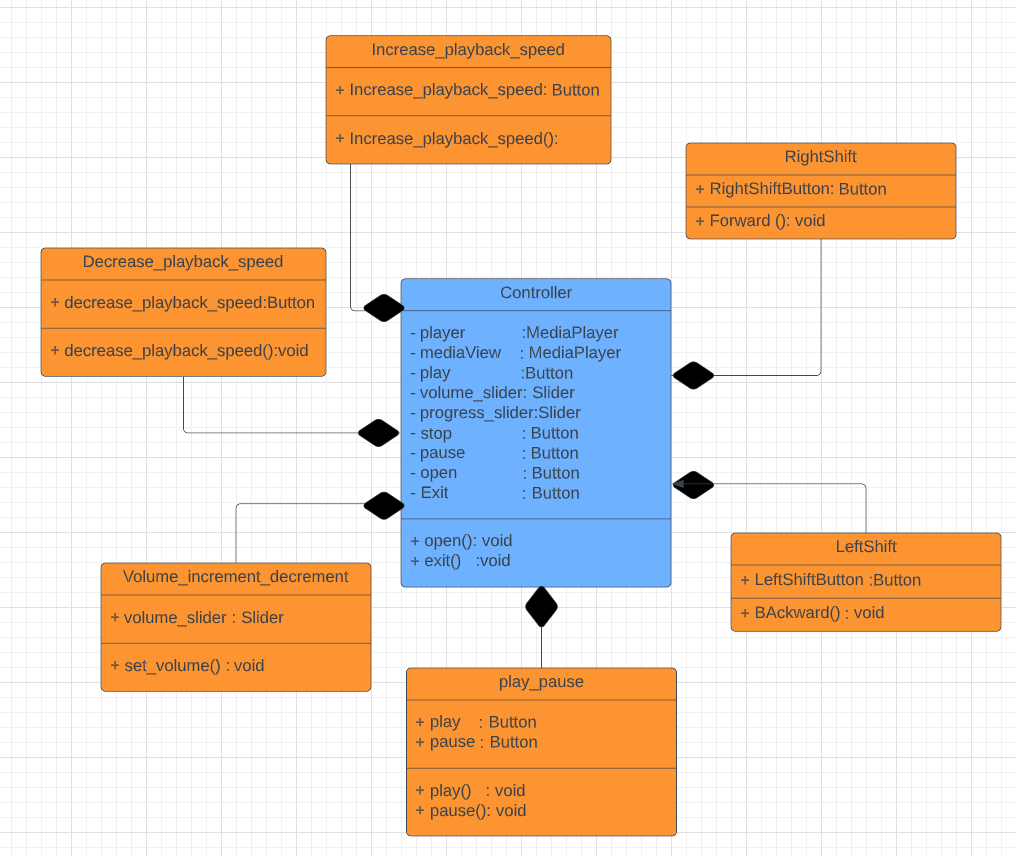 Increase_playback_speed
+ Increase_playback_speed: Button
+ Increase_playback_speed():
RightShift
+ RightShiftButton: Button
+ Forward (): void
Decrease_playback_speed
+ decrease_playback_speed:Button
+ decrease_playback_speed():void
Controller
- player :MediaPlayer
- mediaView : MediaPlayer
- play :Button
- volume_slider: Slider
- progress_slider:Slider
- stop : Button
- pause : Button
- open : Button
- Exit : Button
+ open(): void
+ exit() :void
LeftShift
+ LeftShiftButton :Button
+ BAckward() : void
Volume_increment_decrement
+ volume_slider : Slider
+ set_volume() : void
play_pause
+ play : Button
+ pause : Button
+ play() : void
+ pause(): void